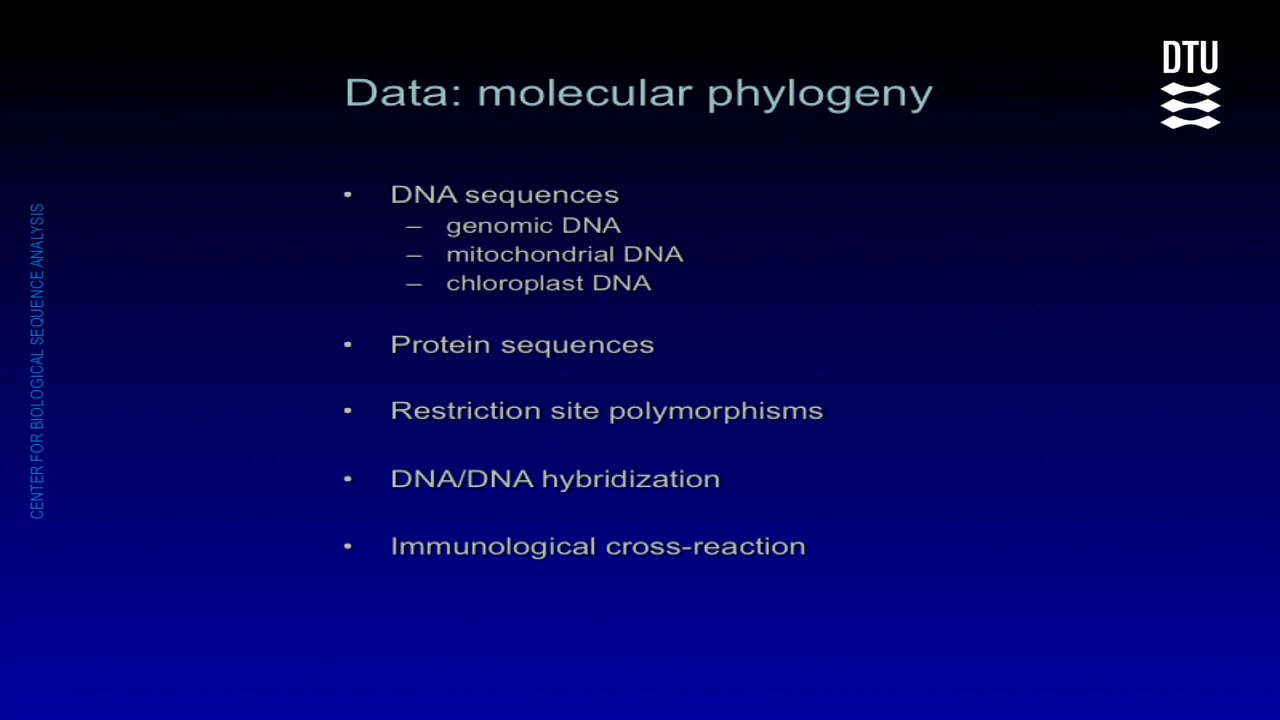 Data: molecular phylogeny
DTU
• DNA sequences
– genomic DNA
– mitochondrial DNA
– chloroplast DNA
• Protein sequences
• Restriction site polymorphisms
• DNA/DNA hybridization
• Immunological cross-reaction
CENTER FOR BIOLOGICAL SEQUENCE ANALYSIS